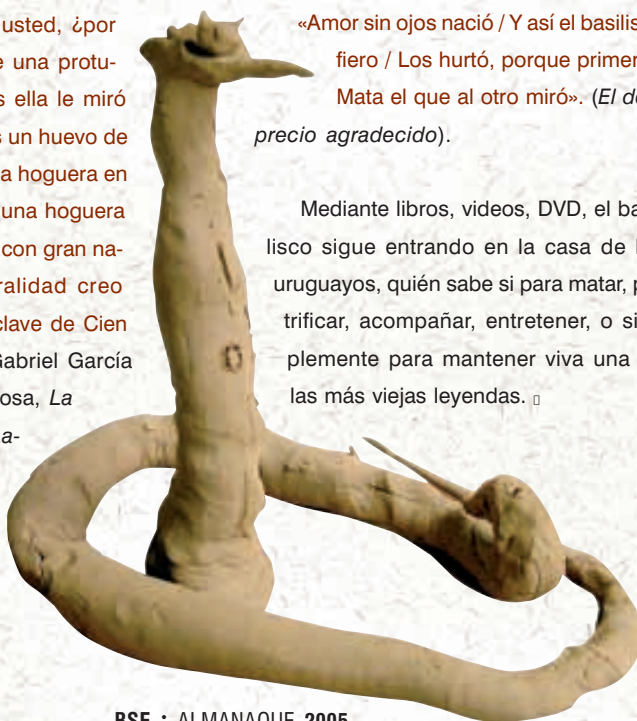 usted, ¿por
e una protu-
s ella le miró
s un huevo de
a hoguera en
una hoguera
con gran na-
ralidad creo
clave de Cien
Gabriel García
osa, La
a-
«Amor sin ojos nació / Y así el basilis
fiero / Los hurtó, porque primer
Mata el que al otro miró». (El de
precio agradecido).
Mediante libros, videos, DVD, el ba
lisco sigue entrando en la casa de l
uruguayos, quién sabe si para matar, p
trificar, acompañar, entretener, o si
plemente para mantener viva una
las más viejas leyendas.
BSE : ALMANAQUE 2005